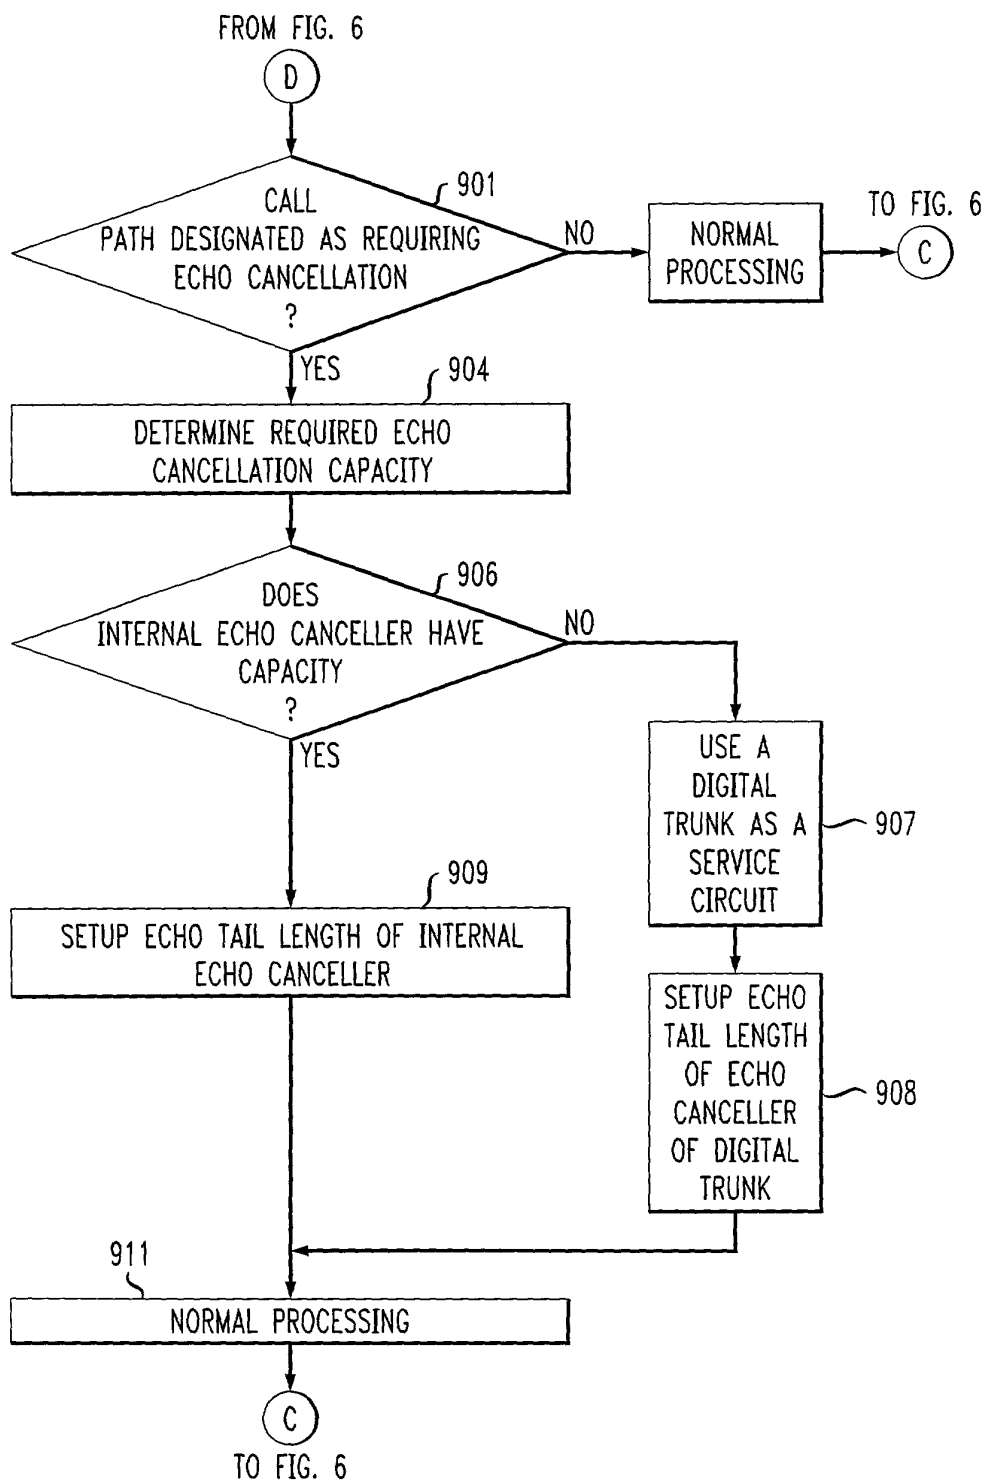 FROM FIG. 6
D
901
CALL
PATH DESIGNATED AS REQUIRING
ECHO CANCELLATION
?
NO
NORMAL
PROCESSING
TO FIG. 6
C
YES
904
DETERMINE REQUIRED ECHO
CANCELLATION CAPACITY
906
DOES
INTERNAL ECHO CANCELLER HAVE
CAPACITY
?
NO
YES
USE A
DIGITAL
TRUNK AS A
SERVICE
CIRCUIT
907
909
SETUP ECHO TAIL LENGTH OF INTERNAL
ECHO CANCELLER
SETUP ECHO
TAIL LENGTH
OF ECHO
CANCELLER
OF DIGITAL
TRUNK
908
911
NORMAL PROCESSING
C
TO FIG. 6